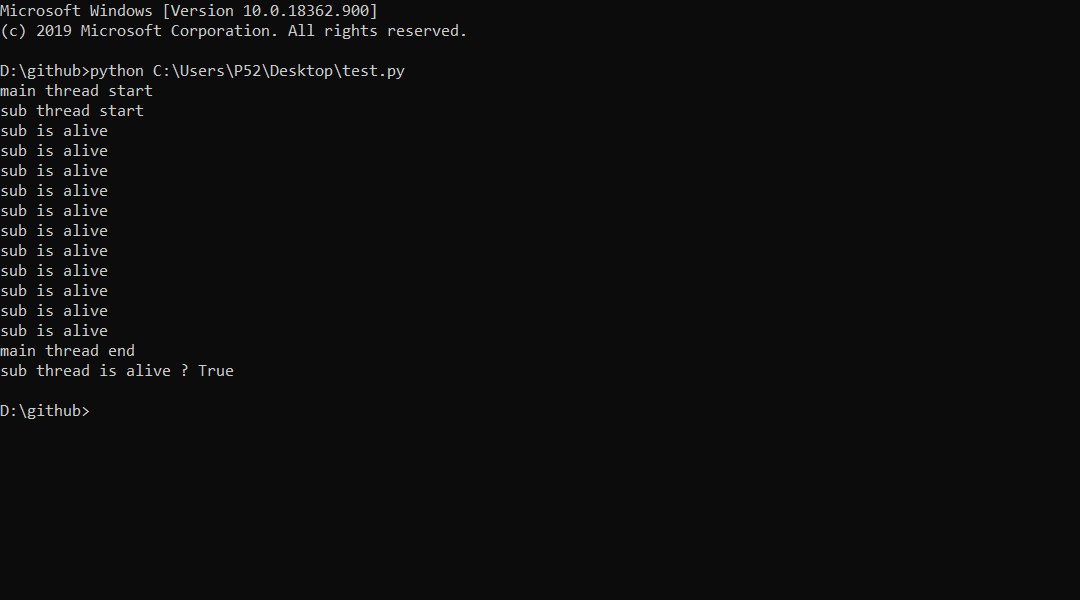 Microsoft Windows [Version 10.0.18362.900]
(c) 2019 Microsoft Corporation. All rights reserved.
D:\github>python C:\Users\P52\Desktop\test.py
main thread start
sub thread start
sub is alive
sub is alive
sub is alive
sub is alive
sub is alive
sub is alive
sub is alive
sub is alive
sub is alive
sub is alive
sub is alive
main thread end
sub thread is alive ? True
D:\github>